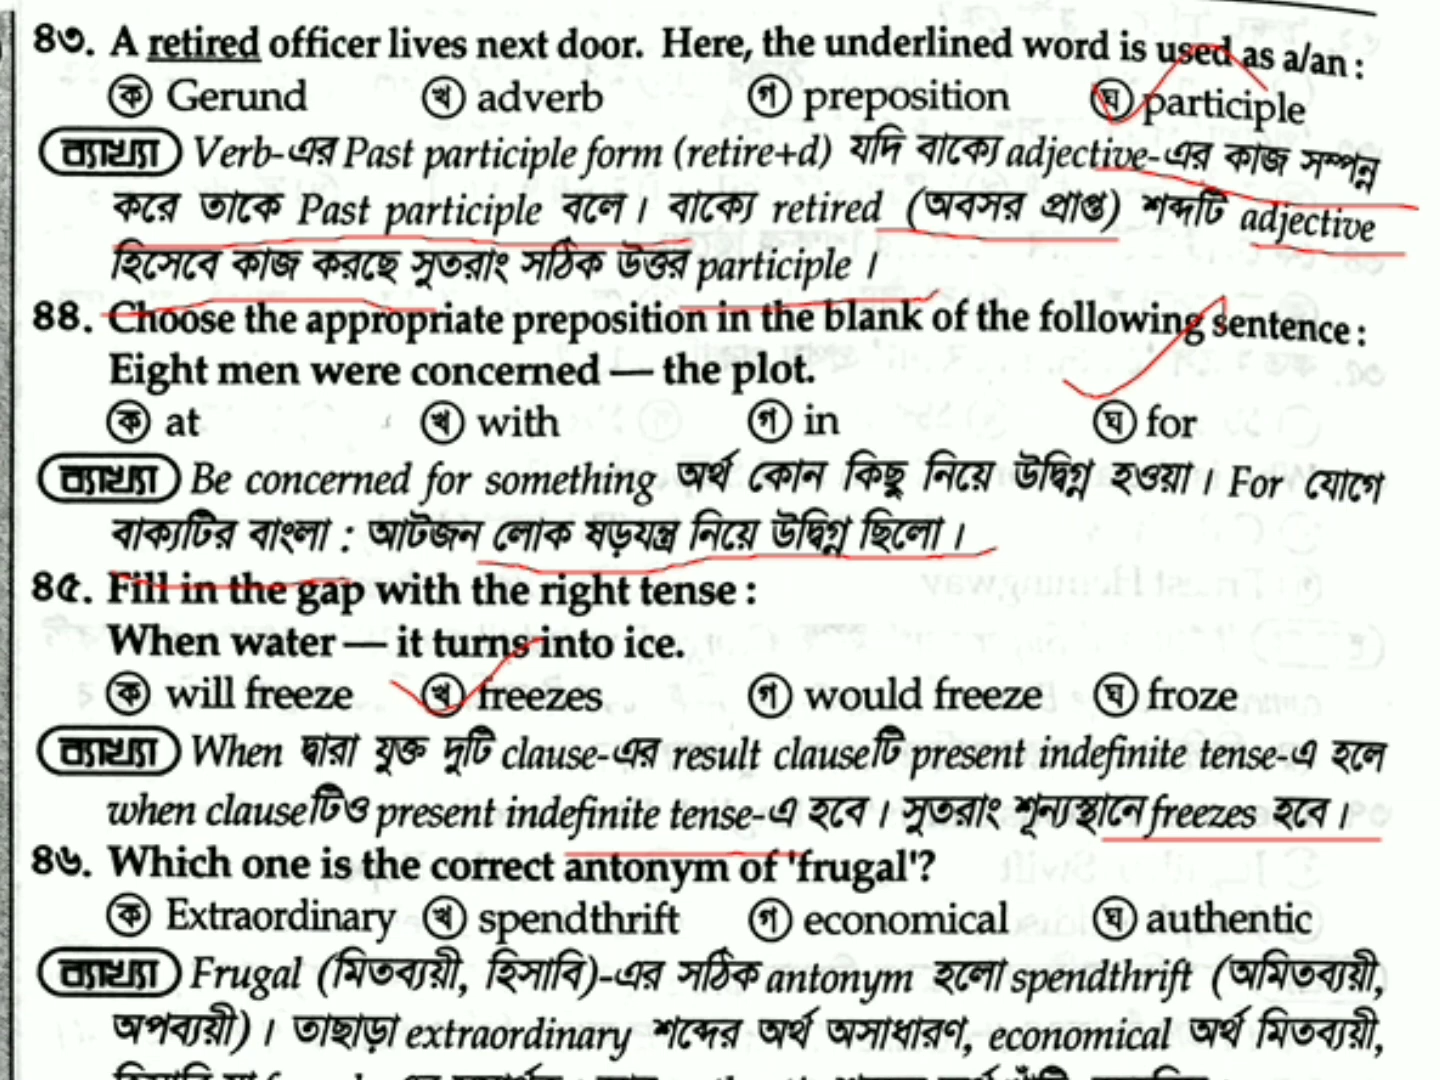 ৪৩. A retired officer lives next door. Here, the underlined word is used as a/an :
ক Gerund খ adverb গ preposition ঘ participle
ব্যাখ্যা Verb-এর Past participle form (retire+d) যদি বাক্যে adjective-এর কাজ সম্পন্ন
করে তাকে Past participle বলে। বাক্যে retired (অবসর প্রাপ্ত) শব্দটি adjective
হিসেবে কাজ করছে সুতরাং সঠিক উত্তর participle ।
৪৪. Choose the appropriate preposition in the blank of the following sentence :
Eight men were concerned — the plot.
ক at খ with গ in ঘ for
ব্যাখ্যা Be concerned for something অর্থ কোন কিছু নিয়ে উদ্বিগ্ন হওয়া। For যোগে
বাক্যটির বাংলা : আটজন লোক ষড়যন্ত্র নিয়ে উদ্বিগ্ন ছিলো।
৪৫. Fill in the gap with the right tense :
When water — it turns into ice.
ক will freeze খ freezes গ would freeze ঘ froze
ব্যাখ্যা When দ্বারা যুক্ত দুটি clause-এর result clauseটি present indefinite tense-এ হলে
when clauseটিও present indefinite tense-এ হবে। সুতরাং শূন্যস্থানে freezes হবে।
৪৬. Which one is the correct antonym of 'frugal'?
ক Extraordinary খ spendthrift গ economical ঘ authentic
ব্যাখ্যা Frugal (মিতব্যয়ী, হিসাবি)-এর সঠিক antonym হলো spendthrift (অমিতব্যয়ী,
অপব্যয়ী)। তাছাড়া extraordinary শব্দের অর্থ অসাধারণ, economical অর্থ মিতব্যয়ী,